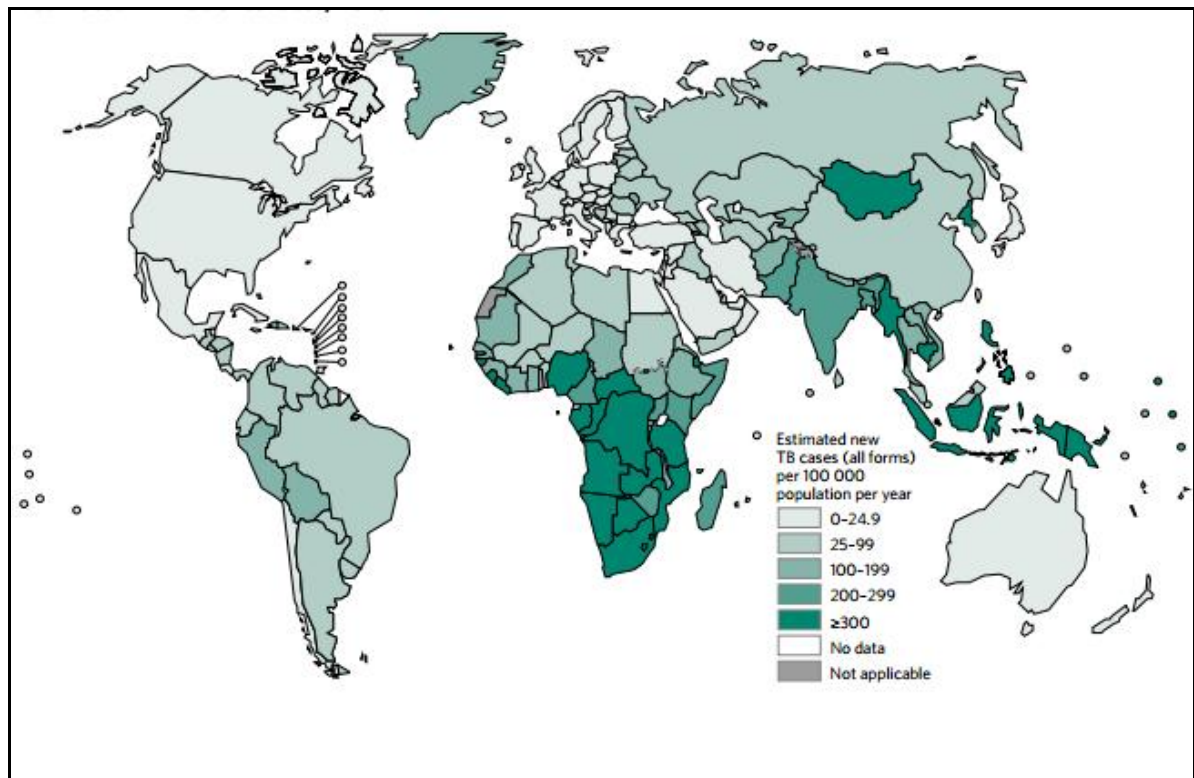 Estimated new
TB cases (all forms)
per 100 000
population per year
0–24.9
25–99
100–199
200–299
≥300
No data
Not applicable